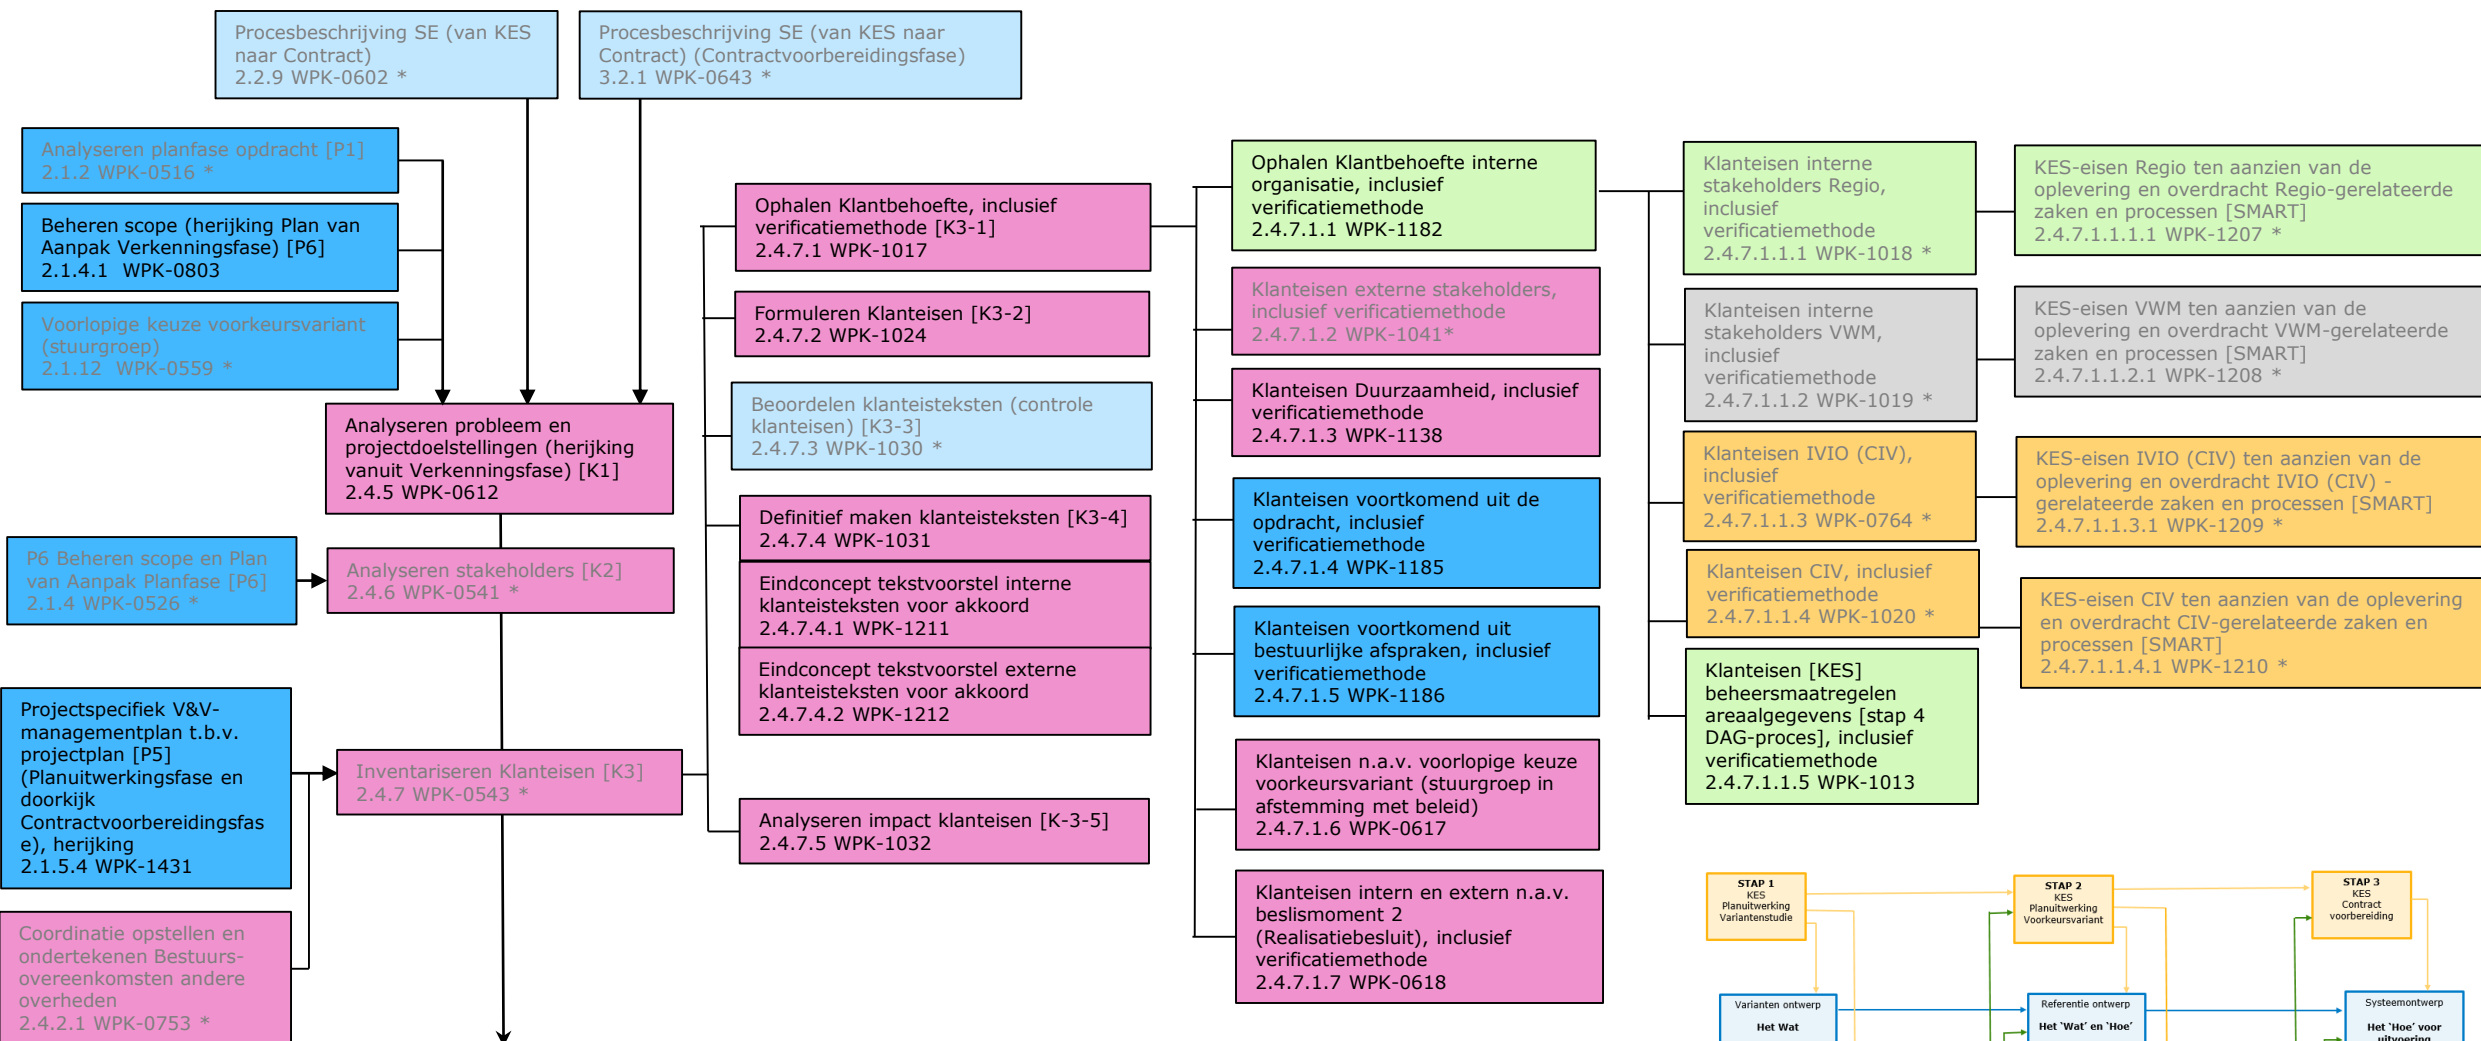 Procesbeschrijving SE (van KES
naar Contract)
2.2.9 WPK-0602 *
Procesbeschrijving SE (van KES naar
Contract) (Contractvoorbereidingsfase)
3.2.1 WPK-0643 *
Analyseren planfase opdracht [P1]
2.1.2 WPK-0516 *
Beheren scope (herijking Plan van
Aanpak Verkenningsfase) [P6]
2.1.4.1 WPK-0803
Voorlopige keuze voorkeursvariant
(stuurgroep)
2.1.12 WPK-0559 *
Analyseren probleem en
projectdoelstellingen (herijking
vanuit Verkenningsfase) [K1]
2.4.5 WPK-0612
P6 Beheren scope en Plan
van Aanpak Planfase [P6]
2.1.4 WPK-0526 *
Analyseren stakeholders [K2]
2.4.6 WPK-0541 *
Projectspecifiek V&V-
managementplan t.b.v.
projectplan [P5]
(Planuitwerkingsfase en
doorkijk
Contractvoorbereidingsfas
e), herijking
2.1.5.4 WPK-1431
Inventariseren Klanteisen [K3]
2.4.7 WPK-0543 *
Coordinatie opstellen en
ondertekenen Bestuurs-
overeenkomsten andere
overheden
2.4.2.1 WPK-0753 *
Ophalen Klantbehoefte, inclusief
verificatiemethode [K3-1]
2.4.7.1 WPK-1017
Formuleren Klanteisen [K3-2]
2.4.7.2 WPK-1024
Beoordelen klanteisteksten (controle
klanteisen) [K3-3]
2.4.7.3 WPK-1030 *
Definitief maken klanteisteksten [K3-4]
2.4.7.4 WPK-1031
Eindconcept tekstvoorstel interne
klanteisteksten voor akkoord
2.4.7.4.1 WPK-1211
Eindconcept tekstvoorstel externe
klanteisteksten voor akkoord
2.4.7.4.2 WPK-1212
Analyseren impact klanteisen [K-3-5]
2.4.7.5 WPK-1032
Ophalen Klantbehoefte interne
organisatie, inclusief
verificatiemethode
2.4.7.1.1 WPK-1182
Klanteisen externe stakeholders,
inclusief verificatiemethode
2.4.7.1.2 WPK-1041*
Klanteisen Duurzaamheid, inclusief
verificatiemethode
2.4.7.1.3 WPK-1138
Klanteisen voortkomend uit de
opdracht, inclusief
verificatiemethode
2.4.7.1.4 WPK-1185
Klanteisen voortkomend uit
bestuurlijke afspraken, inclusief
verificatiemethode
2.4.7.1.5 WPK-1186
Klanteisen n.a.v. voorlopige keuze
voorkeursvariant (stuurgroep in
afstemming met beleid)
2.4.7.1.6 WPK-0617
Klanteisen intern en extern n.a.v.
beslismoment 2
(Realisatiebesluit), inclusief
verificatiemethode
2.4.7.1.7 WPK-0618
Klanteisen interne
stakeholders Regio,
inclusief
verificatiemethode
2.4.7.1.1.1 WPK-1018 *
Klanteisen interne
stakeholders VWM,
inclusief
verificatiemethode
2.4.7.1.1.2 WPK-1019 *
Klanteisen IVIO (CIV),
inclusief
verificatiemethode
2.4.7.1.1.3 WPK-0764 *
Klanteisen CIV, inclusief
verificatiemethode
2.4.7.1.1.4 WPK-1020 *
Klanteisen [KES]
beheersmaatregelen
areaalgegevens [stap 4
DAG-proces], inclusief
verificatiemethode
2.4.7.1.1.5 WPK-1013
KES-eisen Regio ten aanzien van de
oplevering en overdracht Regio-gerelateerde
zaken en processen [SMART]
2.4.7.1.1.1.1 WPK-1207 *
KES-eisen VWM ten aanzien van de
oplevering en overdracht VWM-gerelateerde
zaken en processen [SMART]
2.4.7.1.1.2.1 WPK-1208 *
KES-eisen IVIO (CIV) ten aanzien van de
oplevering en overdracht IVIO (CIV) -
gerelateerde zaken en processen [SMART]
2.4.7.1.1.3.1 WPK-1209 *
KES-eisen CIV ten aanzien van de oplevering
en overdracht CIV-gerelateerde zaken en
processen [SMART]
2.4.7.1.1.4.1 WPK-1210 *
STAP 1
KES
Planuitwerking
Variantenstudie
STAP 2
KES
Planuitwerking
Voorkeursvariant
STAP 3
KES
Contract
voorbereiding
Varianten ontwerp
Het Wat
Referentie ontwerp
Het 'Wat' en 'Hoe'
Systeemontwerp
Het 'Hoe' voor
uitvoering